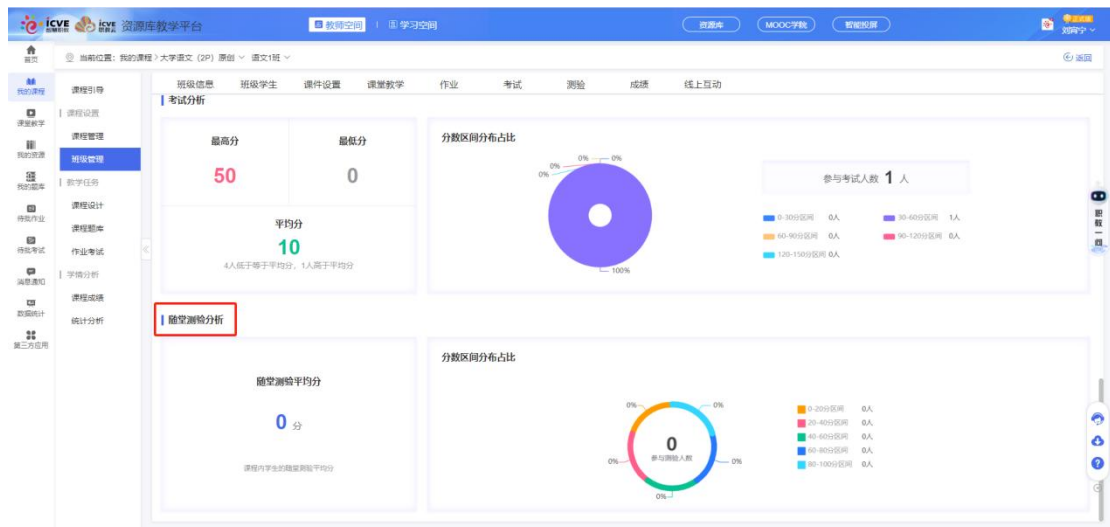 icve 智慧职教 icve 职教云 资源库教学平台 教师空间 学习空间 资源库 MOOC学院 智能投屏 刘阿宁
首页 当前位置：我的课程 > 大学语文（2P）原创 语文1班 返回
我的课程 课程引导 班级信息 班级学生 课件设置 课堂教学 作业 考试 测验 成绩 线上互动
考试分析
课堂教学 课程设置
课程管理
我的资源 班级管理
我的题库 教学任务
课程设计
待批作业 课程题库
待批考试 作业考试
消息通知 学情分析
课程成绩
数据统计 统计分析
第三方应用
最高分 最低分
50 0
平均分
10
4人低于等于平均分，1人高于平均分
分数区间分布占比
0% 0% 0% 0%
100%
参与考试人数 1 人
0-30分区间 0人 30-60分区间 1人
60-90分区间 0人 90-120分区间 0人
120-150分区间 0人
职教一问
随堂测验分析
随堂测验平均分
0 分
课程内学生的随堂测验平均分
分数区间分布占比
0% 0%
0
参与测验人数
0% 0%
0%
0-20分区间 0人
20-40分区间 0人
40-60分区间 0人
60-80分区间 0人
80-100分区间 0人